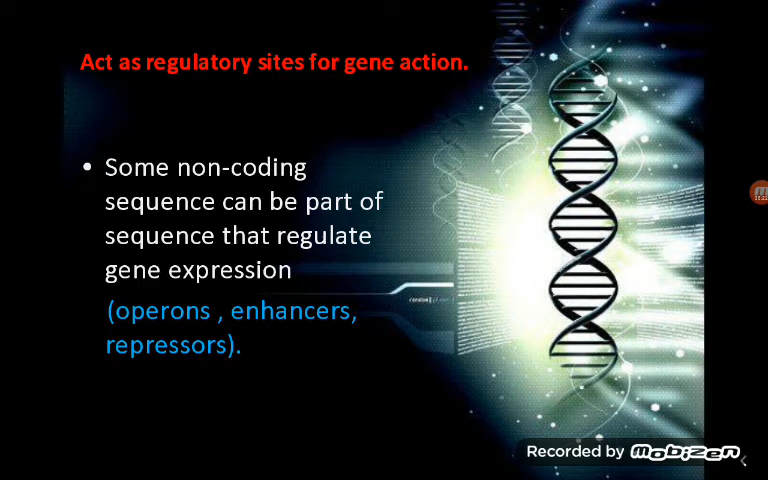 Act as regulatory sites for gene action.
• Some non-coding
sequence can be part of
sequence that regulate
gene expression
(operons , enhancers,
repressors).
Recorded by mobizen